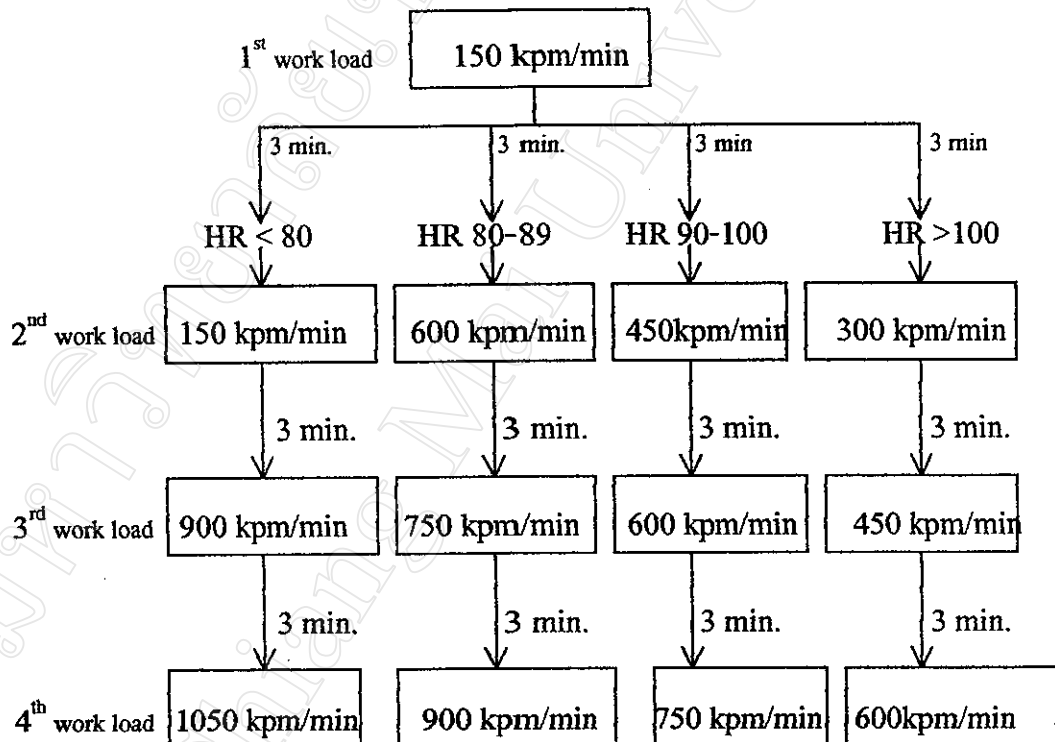 1st work load 150 kpm/min
3 min. 3 min. 3 min 3 min
HR < 80 HR 80-89 HR 90-100 HR >100
2nd work load 150 kpm/min 600 kpm/min 450kpm/min 300 kpm/min
3 min. 3 min. 3 min. 3 min.
3rd work load 900 kpm/min 750 kpm/min 600 kpm/min 450 kpm/min
3 min. 3 min. 3 min. 3 min.
4th work load 1050 kpm/min 900 kpm/min 750 kpm/min 600kpm/min